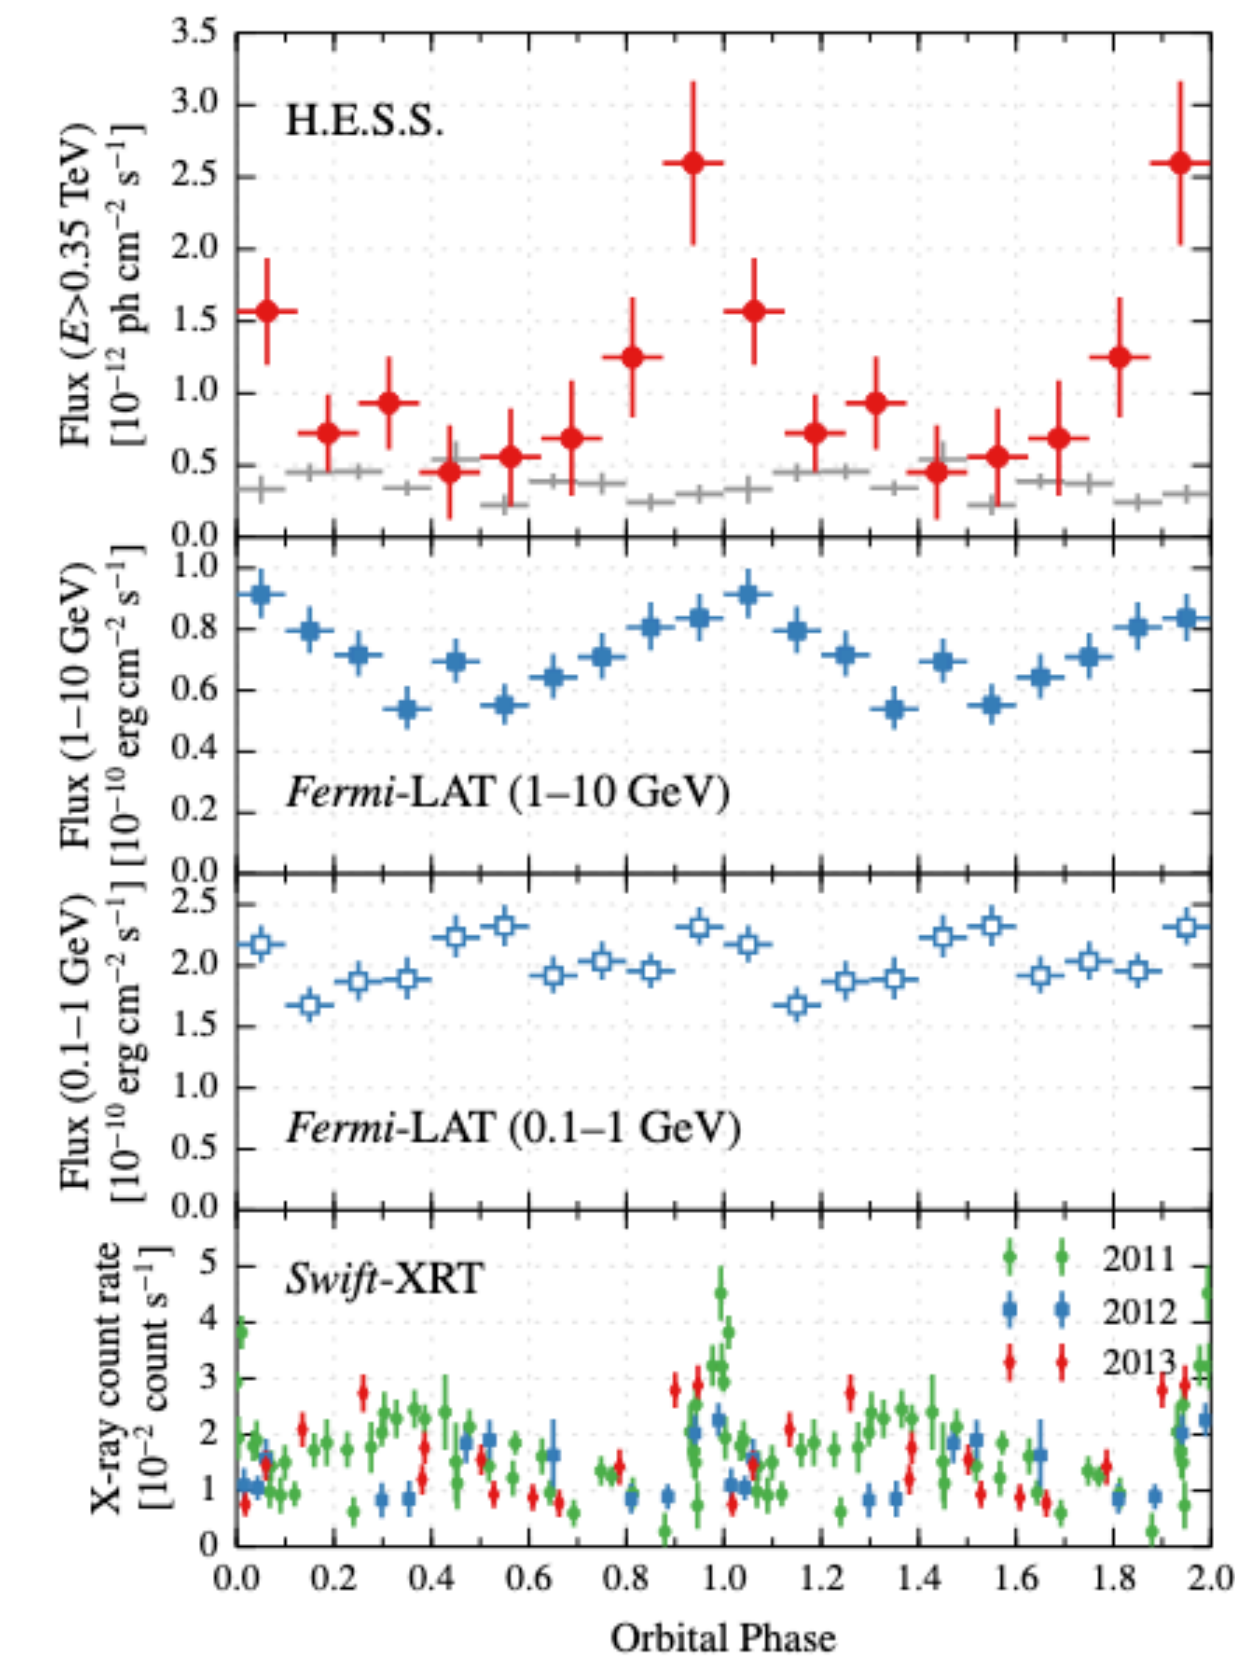 3.5
3.0
2.5
2.0
1.5
1.0
0.5
0.0
Flux (E>0.35 TeV)
[10⁻¹² ph cm⁻² s⁻¹]
H.E.S.S.
1.0
0.8
0.6
0.4
0.2
0.0
Flux (1–10 GeV)
[10⁻¹⁰ erg cm⁻² s⁻¹]
Fermi-LAT (1–10 GeV)
2.5
2.0
1.5
1.0
0.5
0.0
Flux (0.1–1 GeV)
[10⁻¹⁰ erg cm⁻² s⁻¹]
Fermi-LAT (0.1–1 GeV)
5
4
3
2
1
0
X-ray count rate
[10⁻² count s⁻¹]
Swift-XRT
2011
2012
2013
0.0 0.2 0.4 0.6 0.8 1.0 1.2 1.4 1.6 1.8 2.0
Orbital Phase